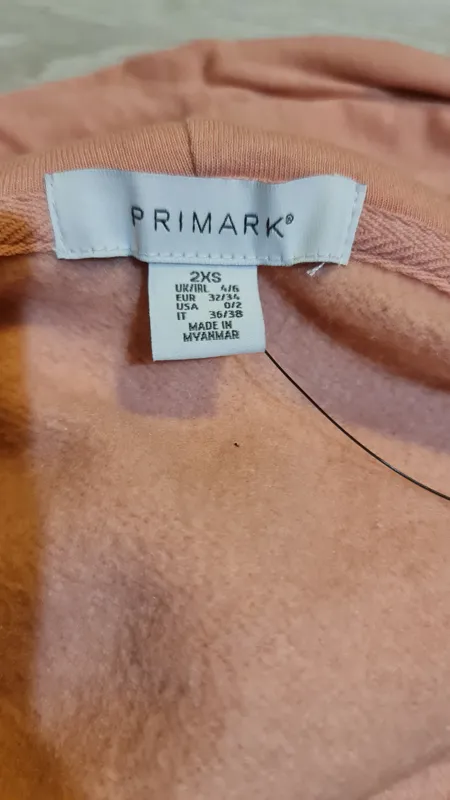 PRIMARK®
2XS
UK/IRL 4/6
EUR 32/34
USA 0/2
IT 36/38
MADE IN
MYANMAR